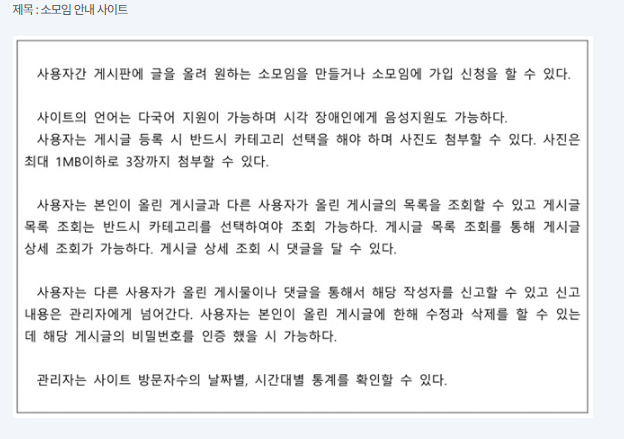 제목 : 소모임 안내 사이트
사용자간 게시판에 글을 올려 원하는 소모임을 만들거나 소모임에 가입 신청을 할 수 있다.
사이트의 언어는 다국어 지원이 가능하며 시각 장애인에게 음성지원도 가능하다.
사용자는 게시글 등록 시 반드시 카테고리 선택을 해야 하며 사진도 첨부할 수 있다. 사진은
최대 1MB이하로 3장까지 첨부할 수 있다.
사용자는 본인이 올린 게시글과 다른 사용자가 올린 게시글의 목록을 조회할 수 있고 게시글
목록 조회는 반드시 카테고리를 선택하여야 조회 가능하다. 게시글 목록 조회를 통해 게시글
상세 조회가 가능하다. 게시글 상세 조회 시 댓글을 달 수 있다.
사용자는 다른 사용자가 올린 게시물이나 댓글을 통해서 해당 작성자를 신고할 수 있고 신고
내용은 관리자에게 넘어간다. 사용자는 본인이 올린 게시글에 한해 수정과 삭제를 할 수 있는
데 해당 게시글의 비밀번호를 인증 했을 시 가능하다.
관리자는 사이트 방문자수의 날짜별, 시간대별 통계를 확인할 수 있다.